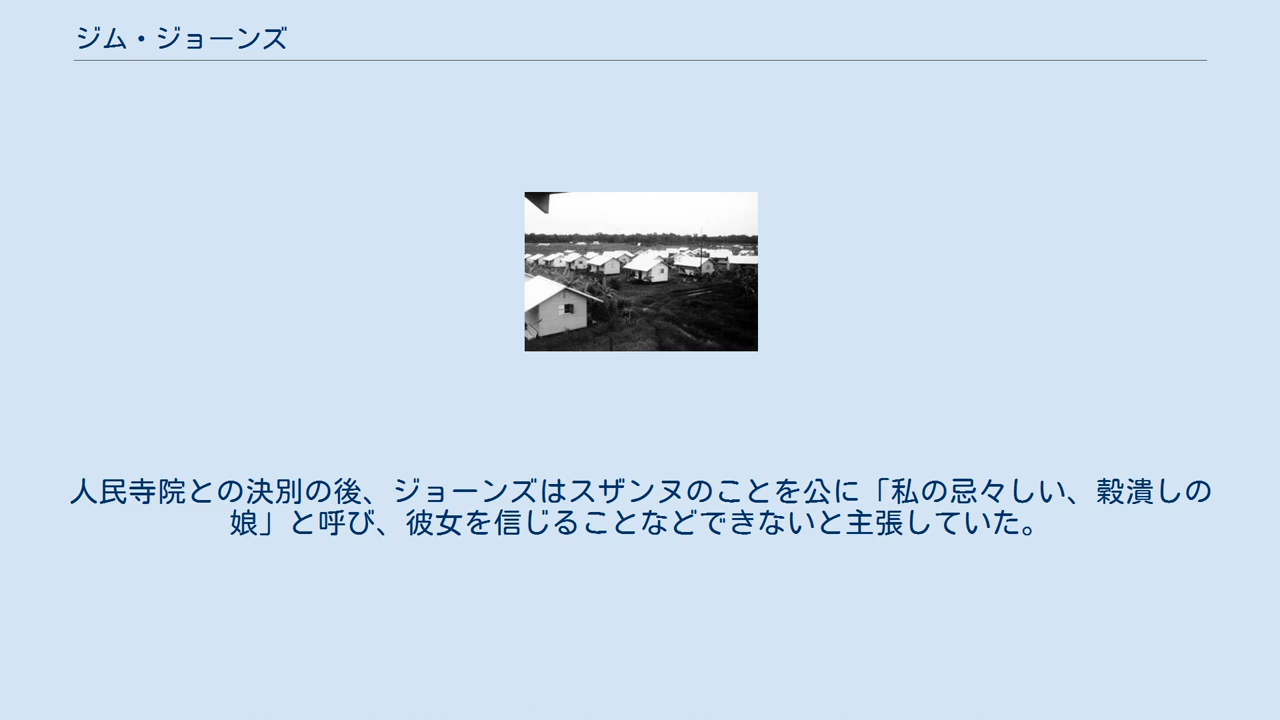 ジム・ジョーンズ
人民寺院との決別の後、ジョーンズはスザンヌのことを公に「私の忌々しい、穀潰しの
娘」と呼び、彼女を信じることなどできないと主張していた。